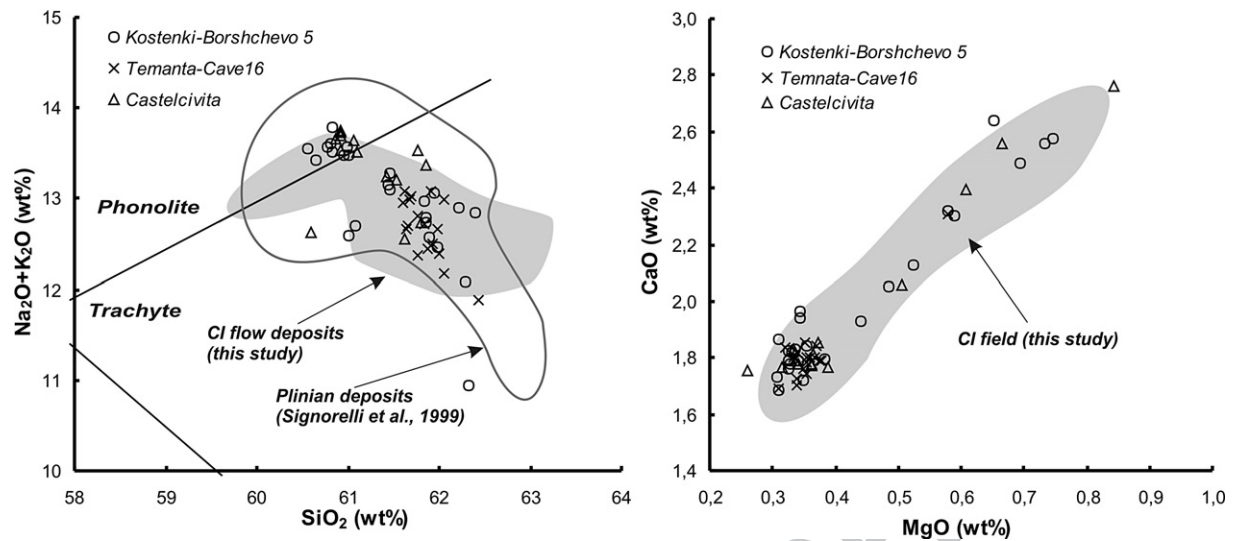 Kostenki-Borshchevo 5
Temanta-Cave16
Castelcivita
Phonolite
Trachyte
CI flow deposits
(this study)
Plinian deposits
(Signorelli et al., 1999)
Na₂O+K₂O (wt%)
15
14
13
12
11
10
58
59
60
61
62
63
64
SiO₂ (wt%)
Kostenki-Borshchevo 5
Temnata-Cave16
Castelcivita
CI field (this study)
CaO (wt%)
3,0
2,8
2,6
2,4
2,2
2,0
1,8
1,6
1,4
0,2
0,3
0,4
0,5
0,6
0,7
0,8
0,9
1,0
MgO (wt%)